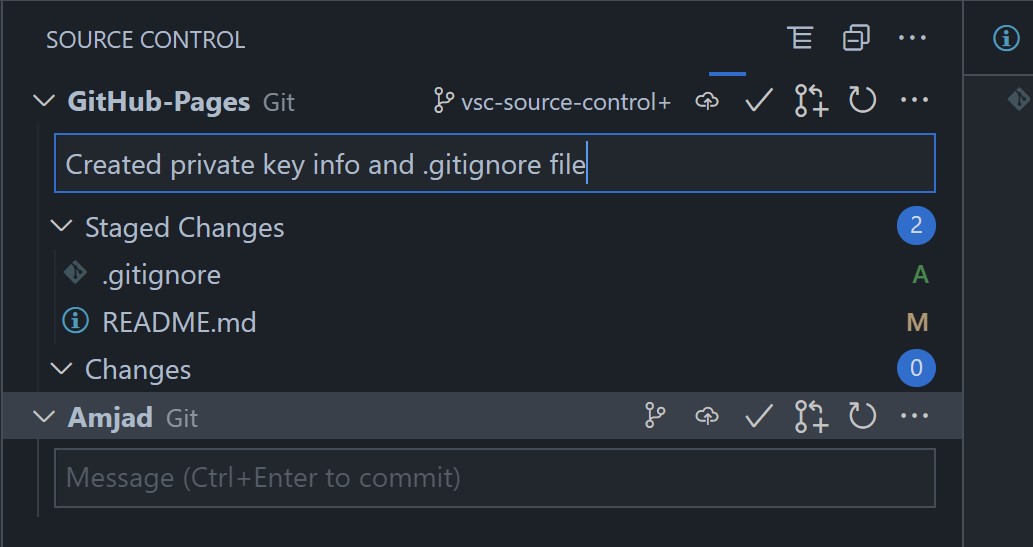 SOURCE CONTROL
GitHub-Pages Git vsc-source-control+
Created private key info and .gitignore file
Staged Changes 2
.gitignore A
README.md M
Changes 0
Amjad Git
Message (Ctrl+Enter to commit)